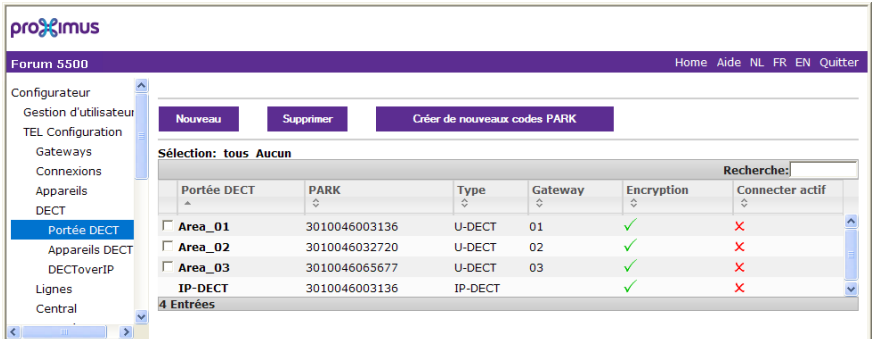 proximus
Forum 5500
Home Aide NL FR EN Quitter
Configurateur
Gestion d'utilisateur
TEL Configuration
Gateways
Connexions
Appareils
DECT
Portée DECT
Appareils DECT
DECToverIP
Lignes
Central
Nouveau Supprimer Créer de nouveaux codes PARK
Sélection: tous Aucun
Recherche:
Portée DECT PARK Type Gateway Encryption Connecter actif
Area_01 3010046003136 U-DECT 01
Area_02 3010046032720 U-DECT 02
Area_03 3010046065677 U-DECT 03
IP-DECT 3010046003136 IP-DECT
4 Entrées